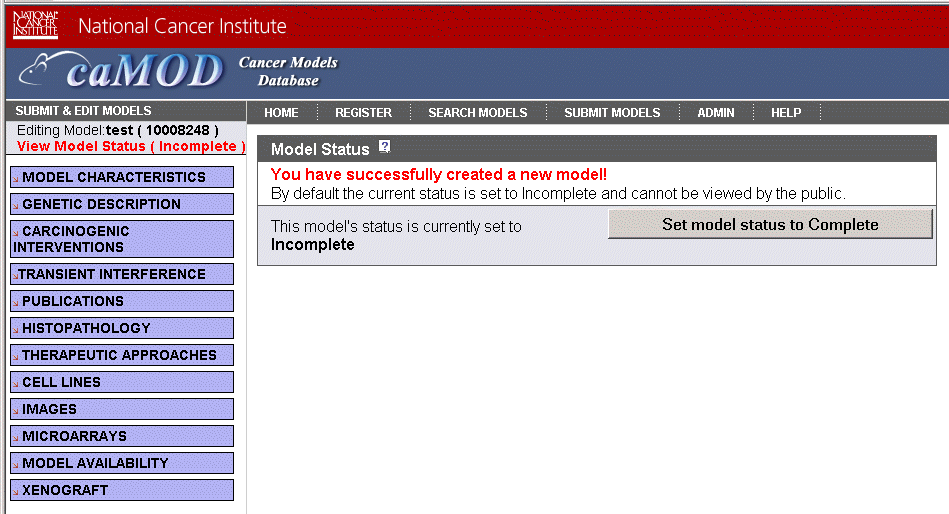 NATIONAL
CANCER
INSTITUTE
National Cancer Institute
caMOD
Cancer Models
Database
SUBMIT & EDIT MODELS
HOME
REGISTER
SEARCH MODELS
SUBMIT MODELS
ADMIN
HELP
Editing Model:test ( 10008248 )
View Model Status ( Incomplete )
MODEL CHARACTERISTICS
GENETIC DESCRIPTION
CARCINOGENIC
INTERVENTIONS
TRANSIENT INTERFERENCE
PUBLICATIONS
HISTOPATHOLOGY
THERAPEUTIC APPROACHES
CELL LINES
IMAGES
MICROARRAYS
MODEL AVAILABILITY
XENOGRAFT
Model Status ?
You have successfully created a new model!
By default the current status is set to Incomplete and cannot be viewed by the public.
This model's status is currently set to
Incomplete
Set model status to Complete